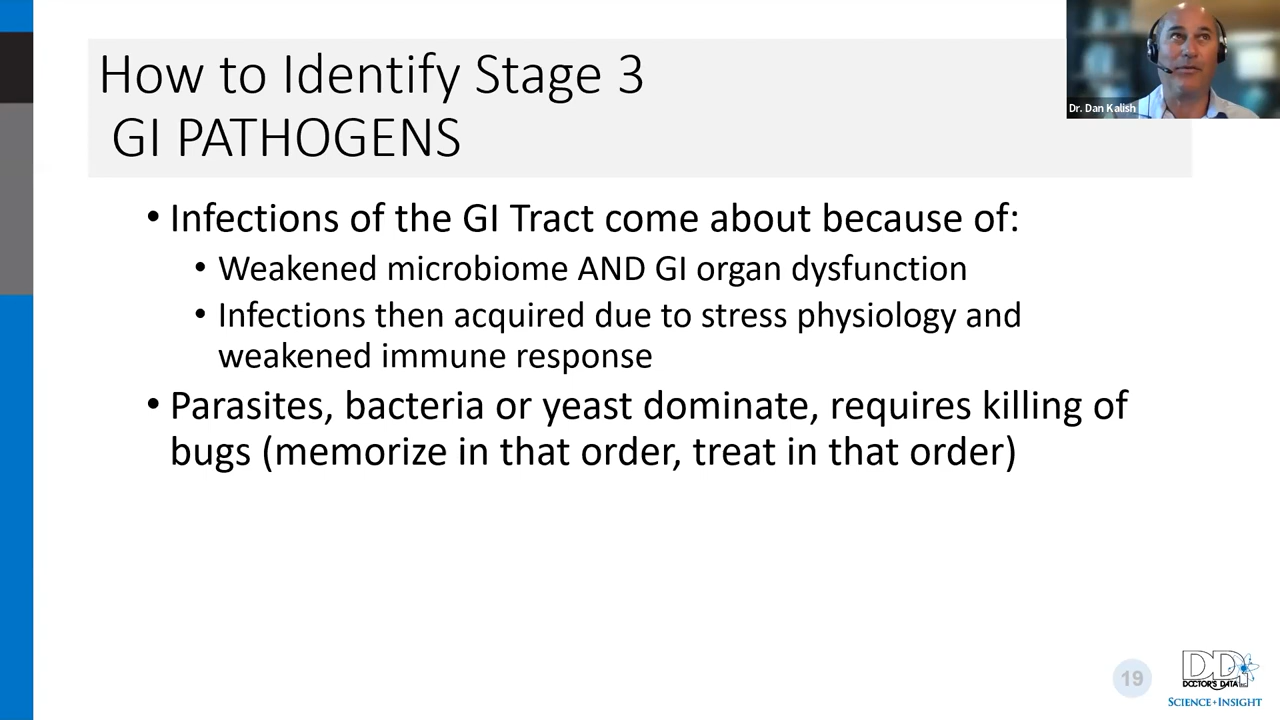 How to Identify Stage 3
GI PATHOGENS
Dr. Dan Kalish
• Infections of the GI Tract come about because of:
• Weakened microbiome AND GI organ dysfunction
• Infections then acquired due to stress physiology and
weakened immune response
• Parasites, bacteria or yeast dominate, requires killing of
bugs (memorize in that order, treat in that order)
19
DDI
DOCTOR'S DATA
SCIENCE + INSIGHT